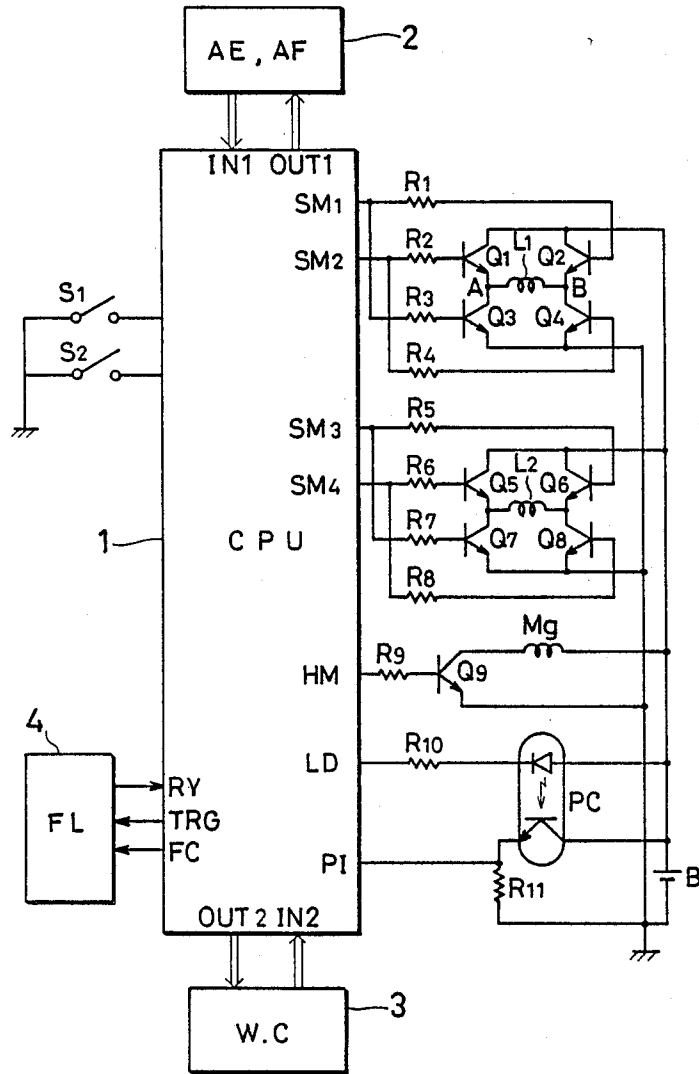 AE, AF
2
IN1 OUT1
SM1
R1
SM2
R2
Q1
L1
Q2
A
B
S1
R3
Q3
Q4
S2
R4
SM3
R5
SM4
R6
Q5
L2
Q6
1
CPU
R7
Q7
Q8
R8
Mg
HM
R9
Q9
4
LD
R10
RY
FL
TRG
PC
FC
PI
R11
B
OUT2 IN2
W.C
3